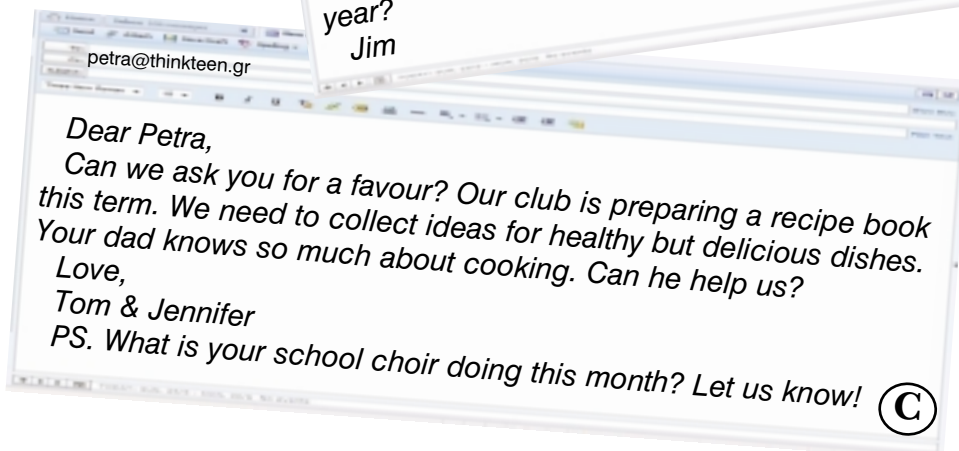 year?
Jim
petra@thinkteen.gr
Dear Petra,
Can we ask you for a favour? Our club is preparing a recipe book
this term. We need to collect ideas for healthy but delicious dishes.
Your dad knows so much about cooking. Can he help us?
Love,
Tom & Jennifer
PS. What is your school choir doing this month? Let us know!
C